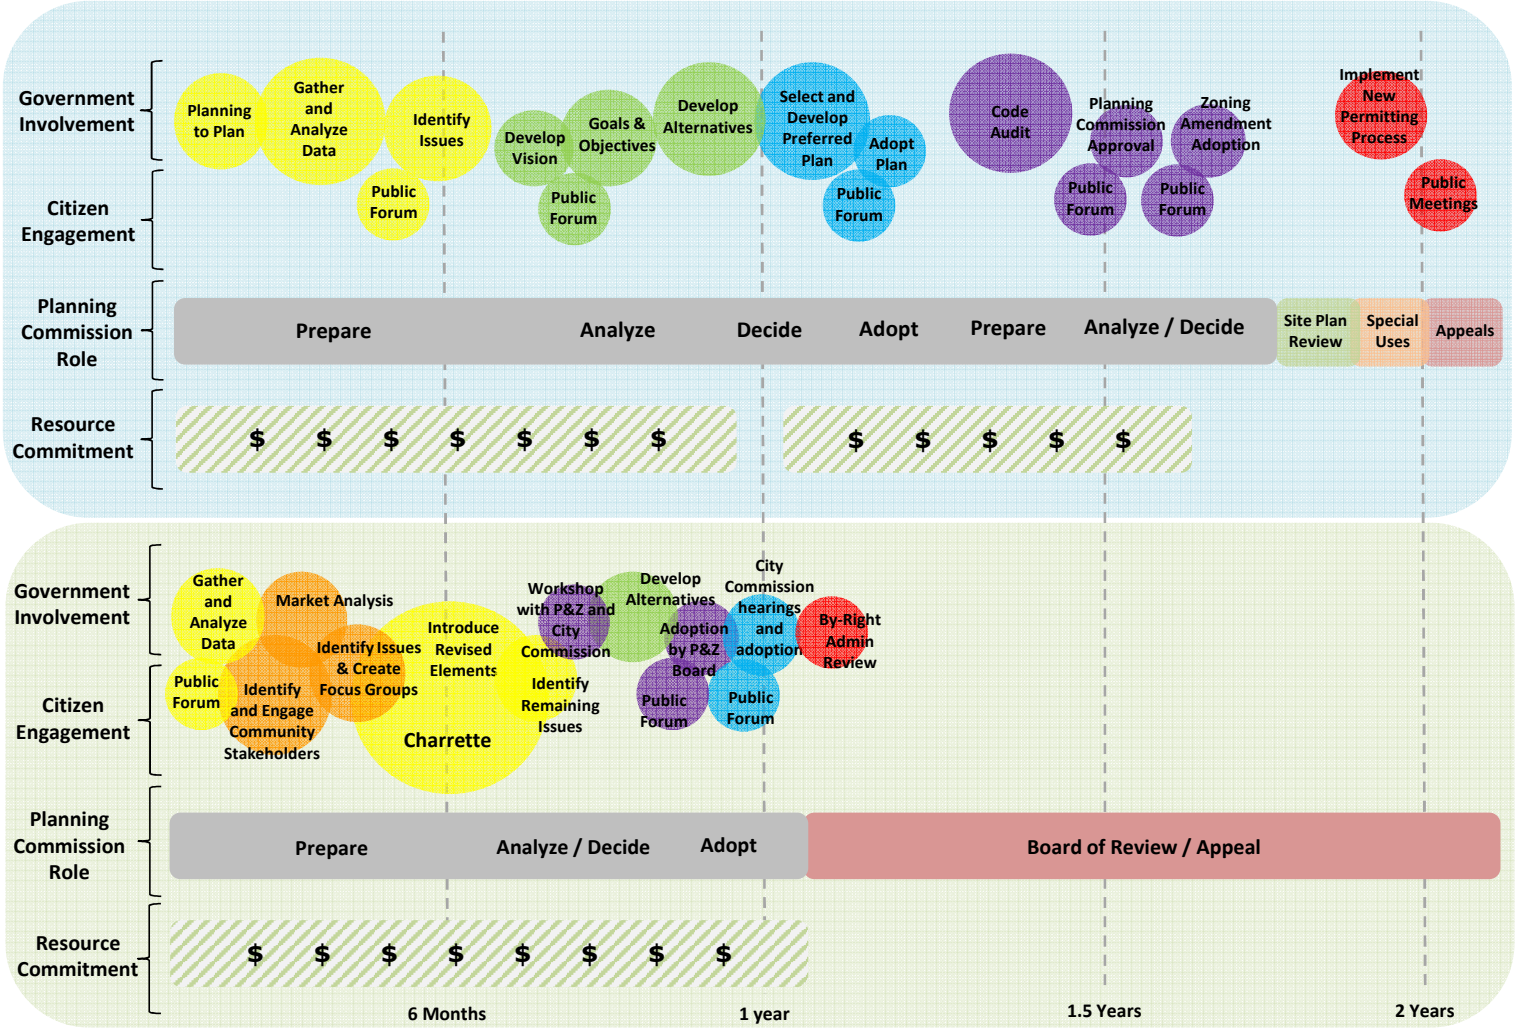 Government
Involvement
Planning
to Plan
Gather
and
Analyze
Data
Identify
Issues
Develop
Vision
Goals &
Objectives
Develop
Alternatives
Select and
Develop
Preferred
Plan
Adopt
Plan
Code
Audit
Planning
Commission
Approval
Zoning
Amendment
Adoption
Implement
New
Permitting
Process
Citizen
Engagement
Public
Forum
Public
Forum
Public
Forum
Public
Forum
Public
Forum
Public
Meetings
Planning
Commission
Role
Prepare
Analyze
Decide
Adopt
Prepare
Analyze / Decide
Site Plan
Review
Special
Uses
Appeals
Resource
Commitment
$ $ $ $ $ $ $ $ $ $ $ $
Government
Involvement
Gather
and
Analyze
Data
Market Analysis
Identify Issues
& Create
Focus Groups
Introduce
Revised
Elements
Workshop
with P&Z and
City
Commission
Develop
Alternatives
Adoption
by P&Z
Board
City
Commission
hearings
and
adoption
By-Right
Admin
Review
Citizen
Engagement
Public
Forum
Identify
and Engage
Community
Stakeholders
Charrette
Identify
Remaining
Issues
Public
Forum
Public
Forum
Planning
Commission
Role
Prepare
Analyze / Decide
Adopt
Board of Review / Appeal
Resource
Commitment
$ $ $ $ $ $ $ $
6 Months
1 year
1.5 Years
2 Years